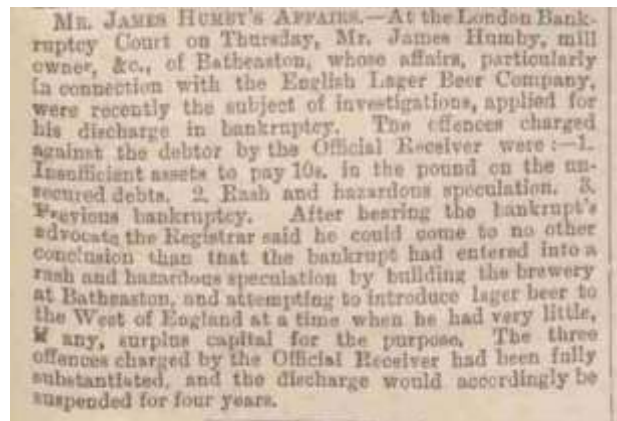 MR. JAMES HUMBY'S AFFAIRS.—At the London Bank-
ruptcy Court on Thursday, Mr. James Humby, mill
owner, &c., of Batheaston, whose affairs, particularly
in connection with the English Lager Beer Company,
were recently the subject of investigations, applied for
his discharge in bankruptcy. The offences charged
against the debtor by the Official Receiver were:—1.
Insufficient assets to pay 10s. in the pound on the un-
secured debts. 2. Rash and hazardous speculation. 3.
Previous bankruptcy. After hearing the bankrupt's
advocate the Registrar said he could come to no other
conclusion than that the bankrupt had entered into a
rash and hazardous speculation by building the brewery
at Batheaston, and attempting to introduce lager beer to
the West of England at a time when he had very little,
if any, surplus capital for the purpose. The three
offences charged by the Official Receiver had been fully
substantiated, and the discharge would accordingly be
suspended for four years.